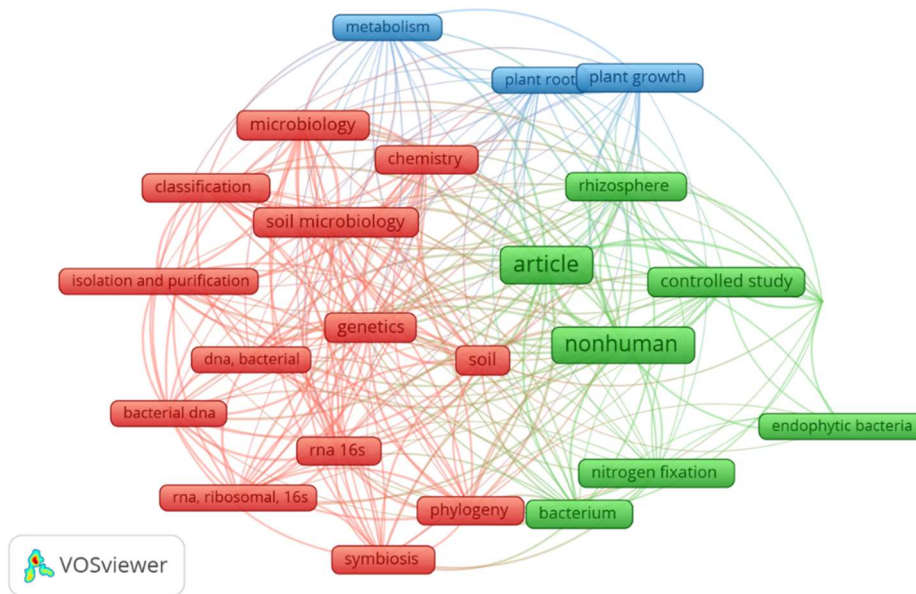 metabolism
plant root
plant growth
microbiology
chemistry
classification
rhizosphere
soil microbiology
article
isolation and purification
controlled study
genetics
nonhuman
dna, bacterial
soil
bacterial dna
endophytic bacteria
rna 16s
nitrogen fixation
rna, ribosomal, 16s
phylogeny
bacterium
symbiosis
VOSviewer